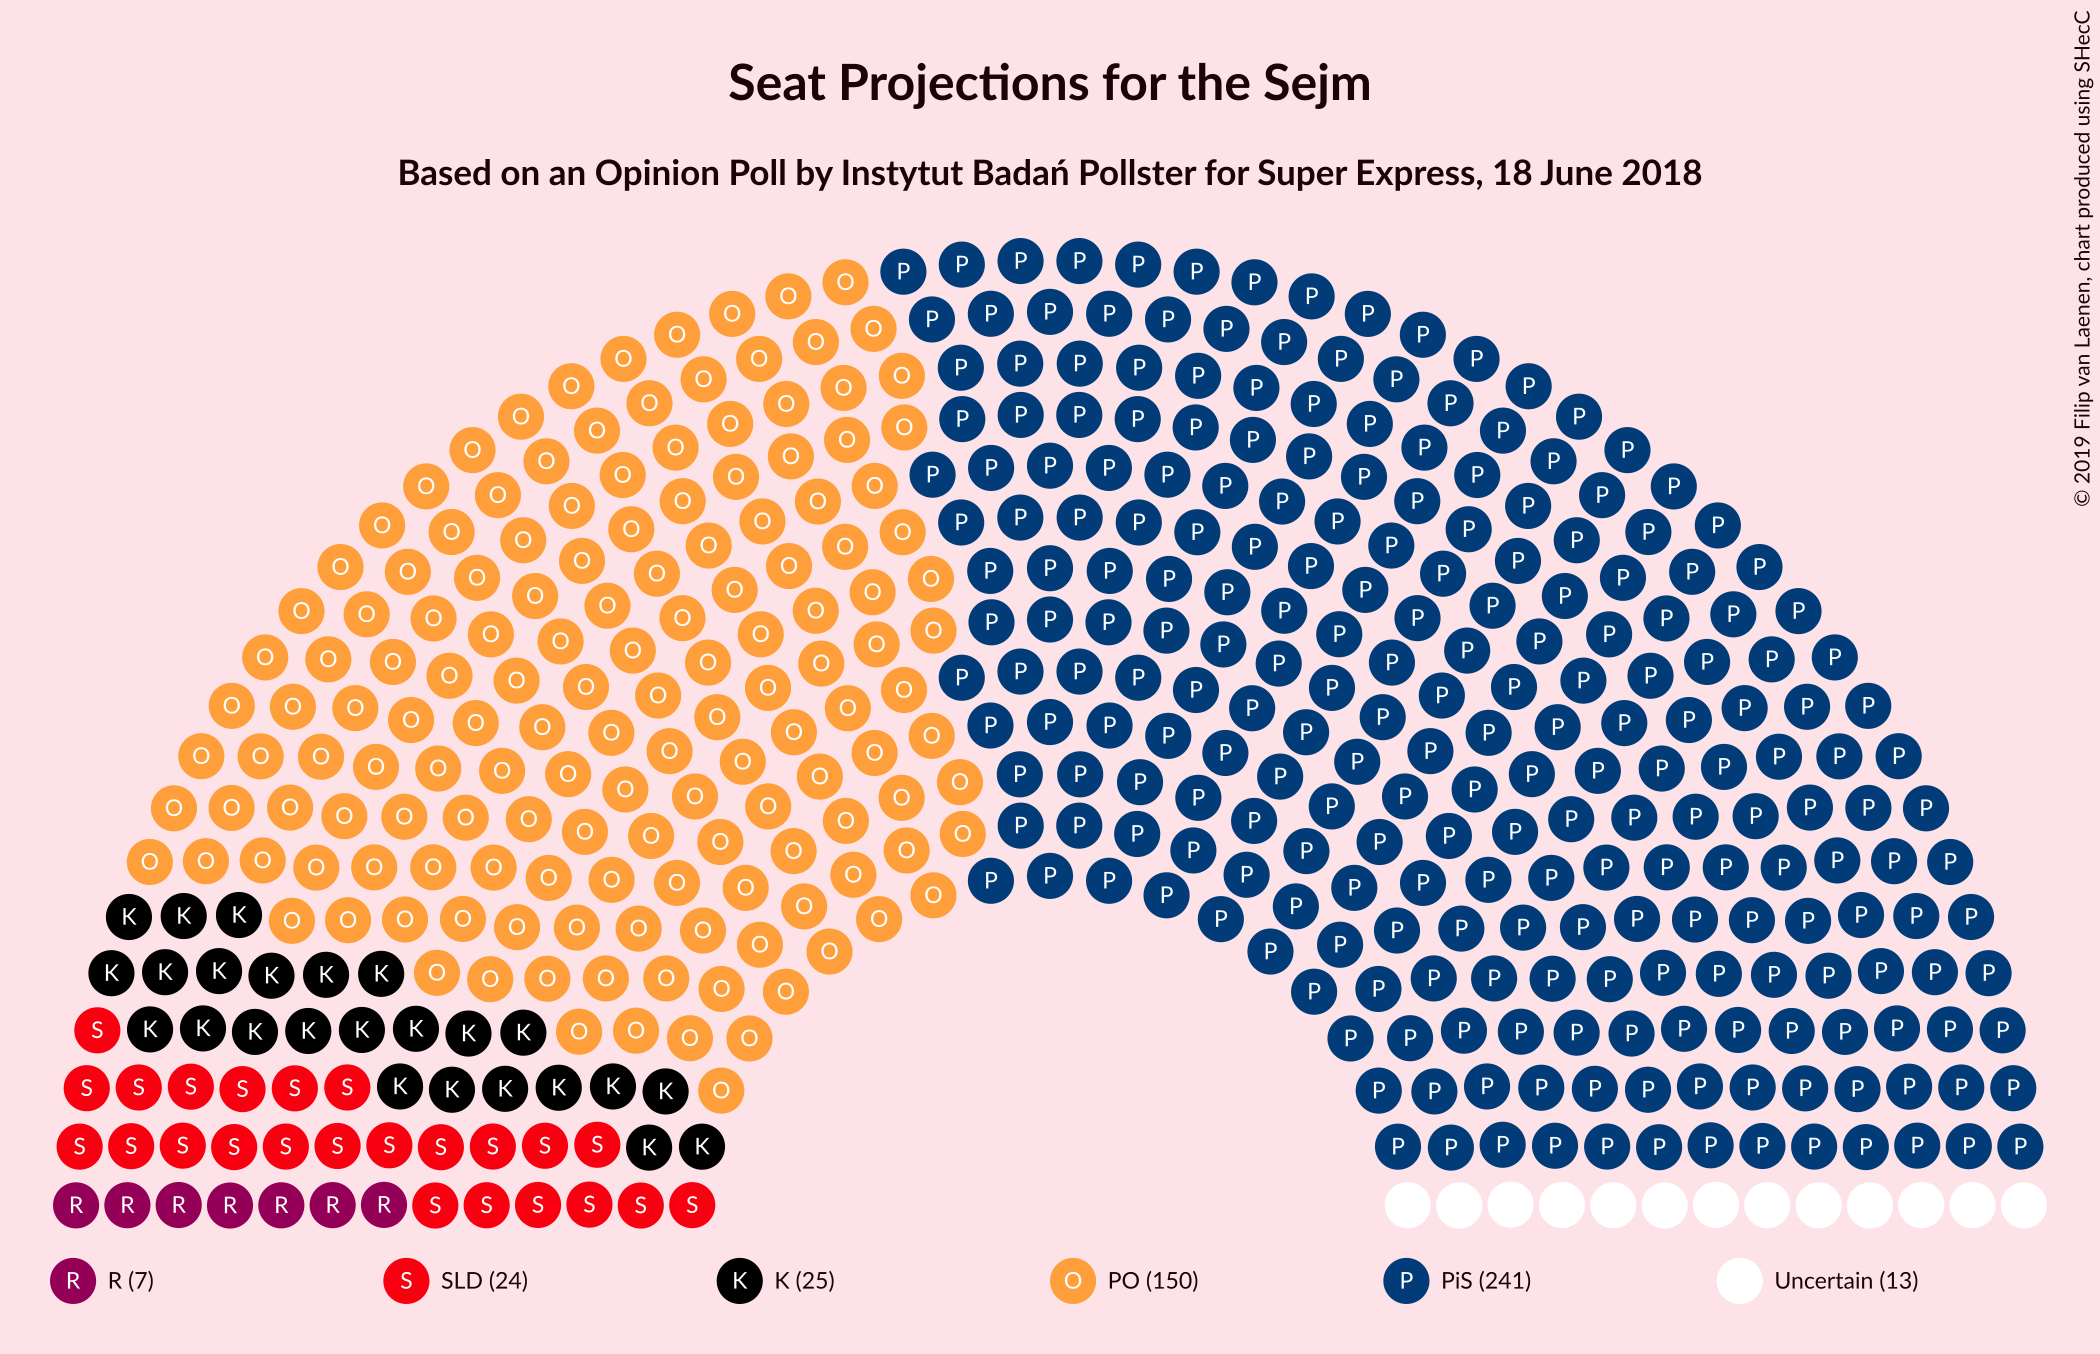 Seat Projections for the Sejm
Based on an Opinion Poll by Instytut Badań Pollster for Super Express, 18 June 2018
© 2019 Filip van Laenen, chart produced using SHecC
R R (7) S SLD (24) K K (25) O PO (150) P PiS (241) Uncertain (13)